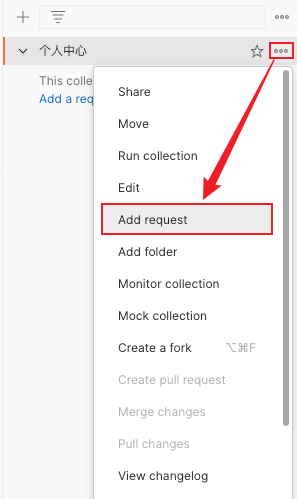 个人中心
This colle
Add a req
Share
Move
Run collection
Edit
Add request
Add folder
Monitor collection
Mock collection
Create a fork ⌥⌘F
Create pull request
Merge changes
Pull changes
View changelog